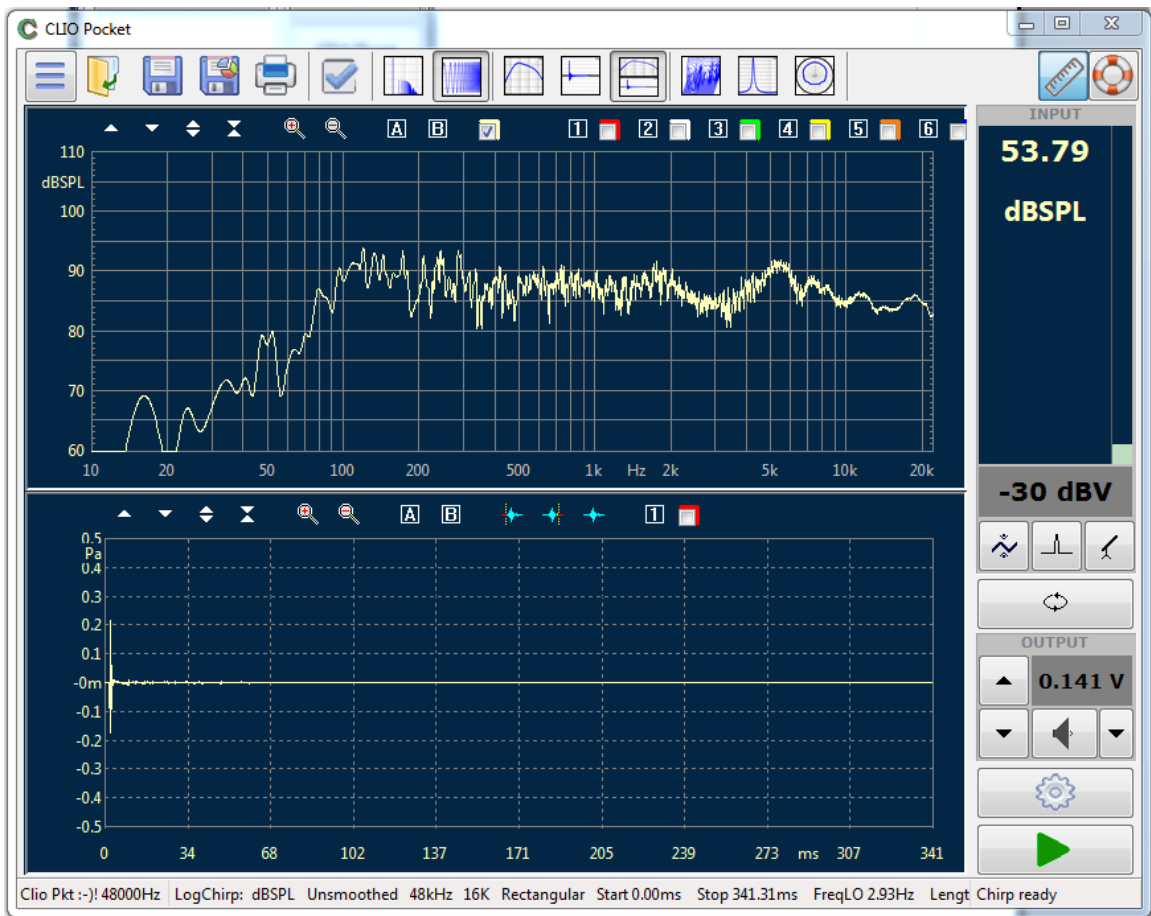 CLIO Pocket
INPUT
53.79
dBSPL
A B 1 2 3 4 5 6
110
dBSPL
100
90
80
70
60
10 20 50 100 200 500 1k Hz 2k 5k 10k 20k
-30 dBV
A B 1
0.5
Pa
0.4
0.3
0.2
0.1
-0m
-0.1
-0.2
-0.3
-0.4
-0.5
0 34 68 102 137 171 205 239 273 ms 307 341
OUTPUT
0.141 V
Clio Pkt :-)! 48000Hz LogChirp: dBSPL Unsmoothed 48kHz 16K Rectangular Start 0.00ms Stop 341.31ms FreqLO 2.93Hz Lengt Chirp ready